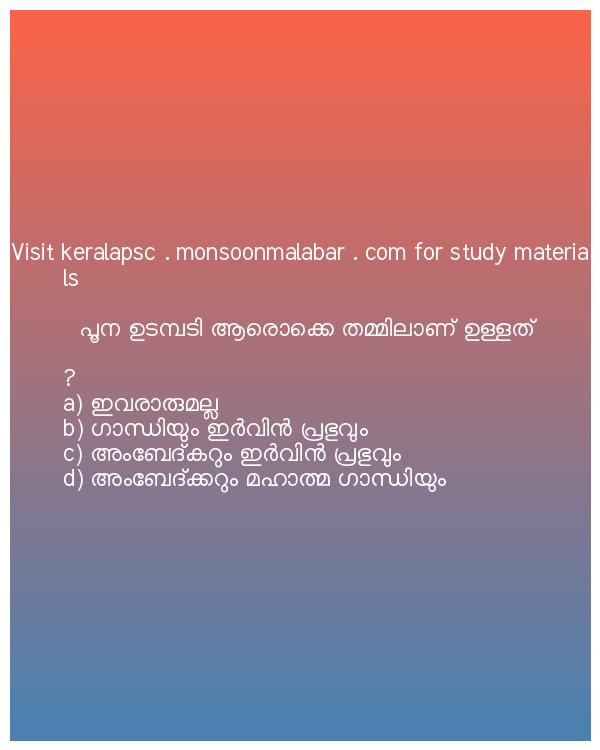 Visit keralapsc . monsoonmalabar . com for study materia
ls
പൂന ഉടമ്പടി ആരൊക്കെ തമ്മിലാണ് ഉള്ളത്
?
a) ഇവരാരുമല്ല
b) ഗാന്ധിയും ഇർവിൻ പ്രഭുവും
c) അംബേദ്കറും ഇർവിൻ പ്രഭുവും
d) അംബേദ്ക്കറും മഹാത്മ ഗാന്ധിയും